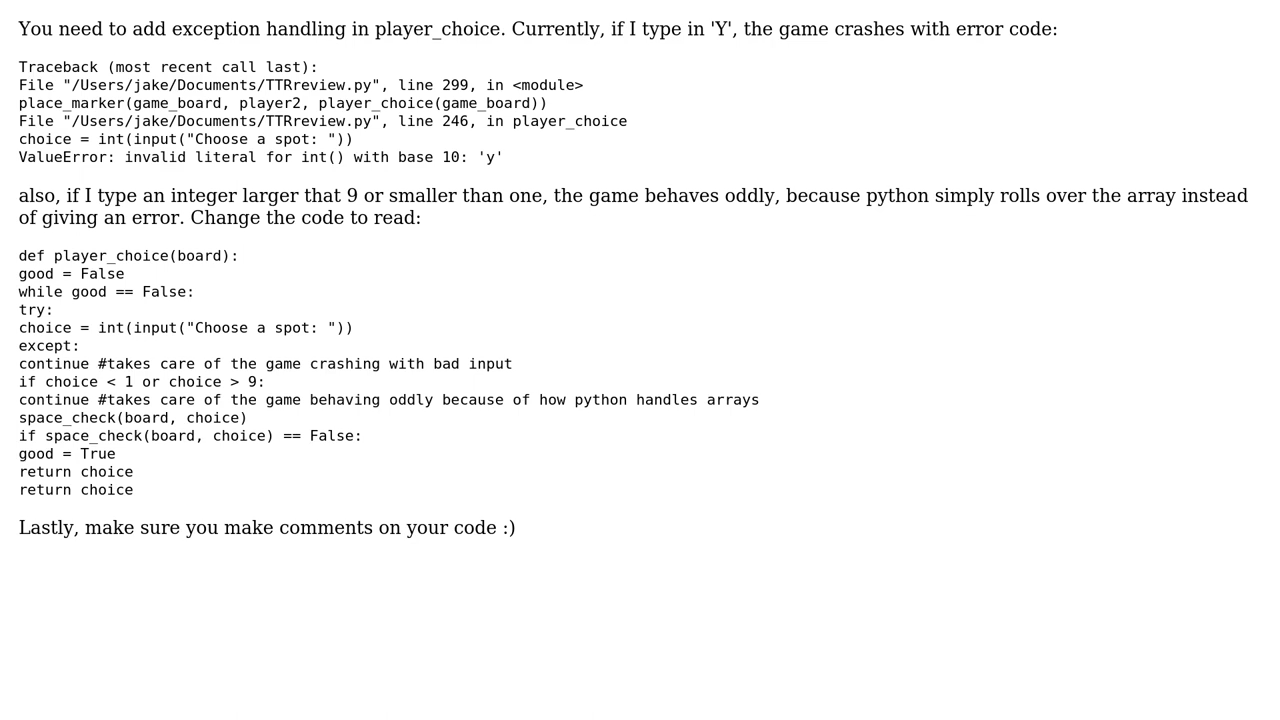 You need to add exception handling in player_choice. Currently, if I type in 'Y', the game crashes with error code:
Traceback (most recent call last):
File "/Users/jake/Documents/TTRreview.py", line 299, in <module>
place_marker(game_board, player2, player_choice(game_board))
File "/Users/jake/Documents/TTRreview.py", line 246, in player_choice
choice = int(input("Choose a spot: "))
ValueError: invalid literal for int() with base 10: 'y'
also, if I type an integer larger that 9 or smaller than one, the game behaves oddly, because python simply rolls over the array instead
of giving an error. Change the code to read:
def player_choice(board):
good = False
while good == False:
try:
choice = int(input("Choose a spot: "))
except:
continue #takes care of the game crashing with bad input
if choice < 1 or choice > 9:
continue #takes care of the game behaving oddly because of how python handles arrays
space_check(board, choice)
if space_check(board, choice) == False:
good = True
return choice
return choice
Lastly, make sure you make comments on your code :)